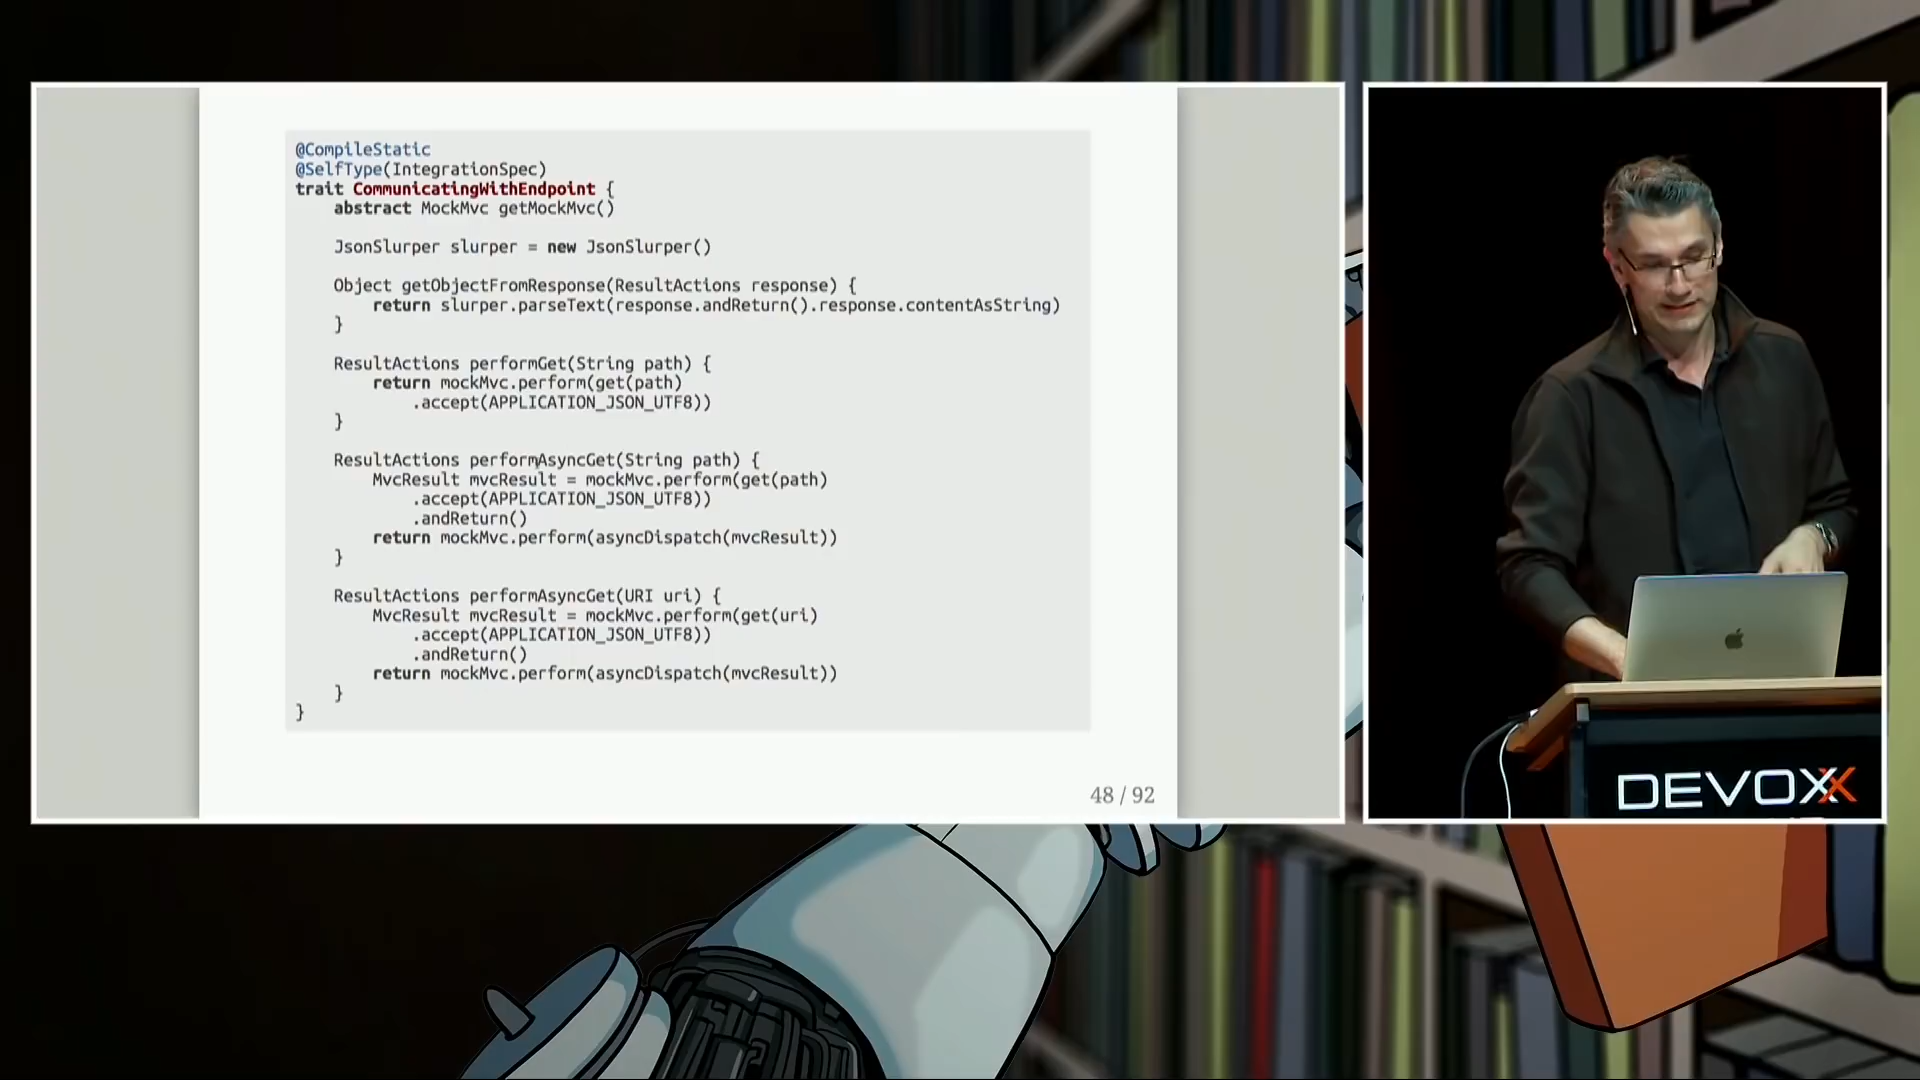 @CompileStatic
@SelfType(IntegrationSpec)
trait CommunicatingWithEndpoint {
    abstract MockMvc getMockMvc()
    JsonSlurper slurper = new JsonSlurper()
    Object getObjectFromResponse(ResultActions response) {
        return slurper.parseText(response.andReturn().response.contentAsString)
    }
    ResultActions performGet(String path) {
        return mockMvc.perform(get(path)
            .accept(APPLICATION_JSON_UTF8))
    }
    ResultActions performAsyncGet(String path) {
        MvcResult mvcResult = mockMvc.perform(get(path)
            .accept(APPLICATION_JSON_UTF8))
            .andReturn()
        return mockMvc.perform(asyncDispatch(mvcResult))
    }
    ResultActions performAsyncGet(URI uri) {
        MvcResult mvcResult = mockMvc.perform(get(uri)
            .accept(APPLICATION_JSON_UTF8))
            .andReturn()
        return mockMvc.perform(asyncDispatch(mvcResult))
    }
}
48 / 92
DEVOXX